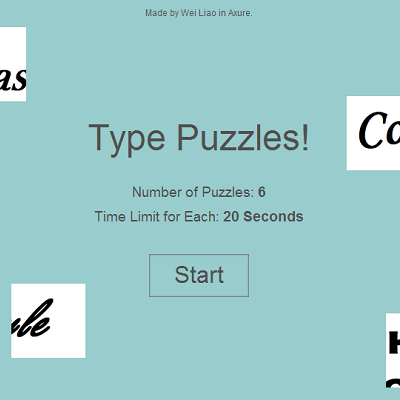 Made by Wei Liao in Axure.
as
Co
Type Puzzles!
Number of Puzzles: 6
Time Limit for Each: 20 Seconds
Start
le